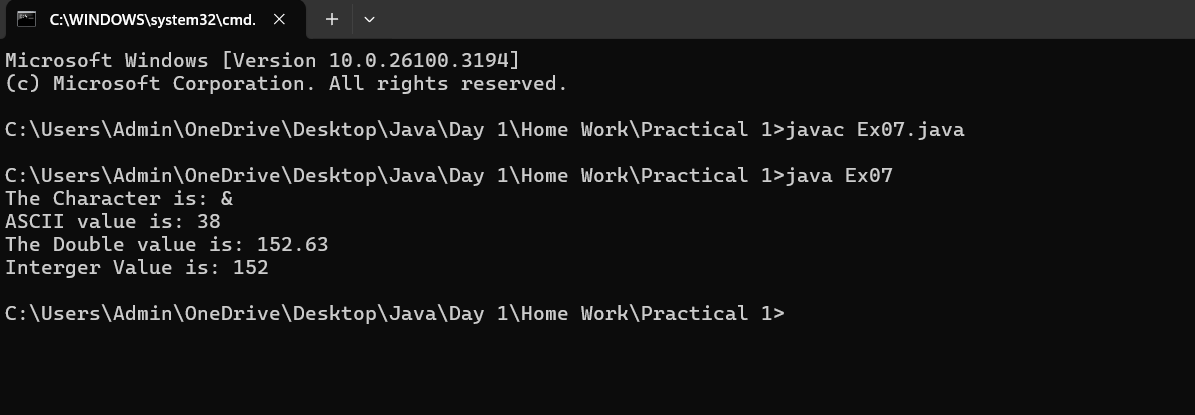 C:\WINDOWS\system32\cmd.
Microsoft Windows [Version 10.0.26100.3194]
(c) Microsoft Corporation. All rights reserved.
C:\Users\Admin\OneDrive\Desktop\Java\Day 1\Home Work\Practical 1>javac Ex07.java
C:\Users\Admin\OneDrive\Desktop\Java\Day 1\Home Work\Practical 1>java Ex07
The Character is: &
ASCII value is: 38
The Double value is: 152.63
Interger Value is: 152
C:\Users\Admin\OneDrive\Desktop\Java\Day 1\Home Work\Practical 1>